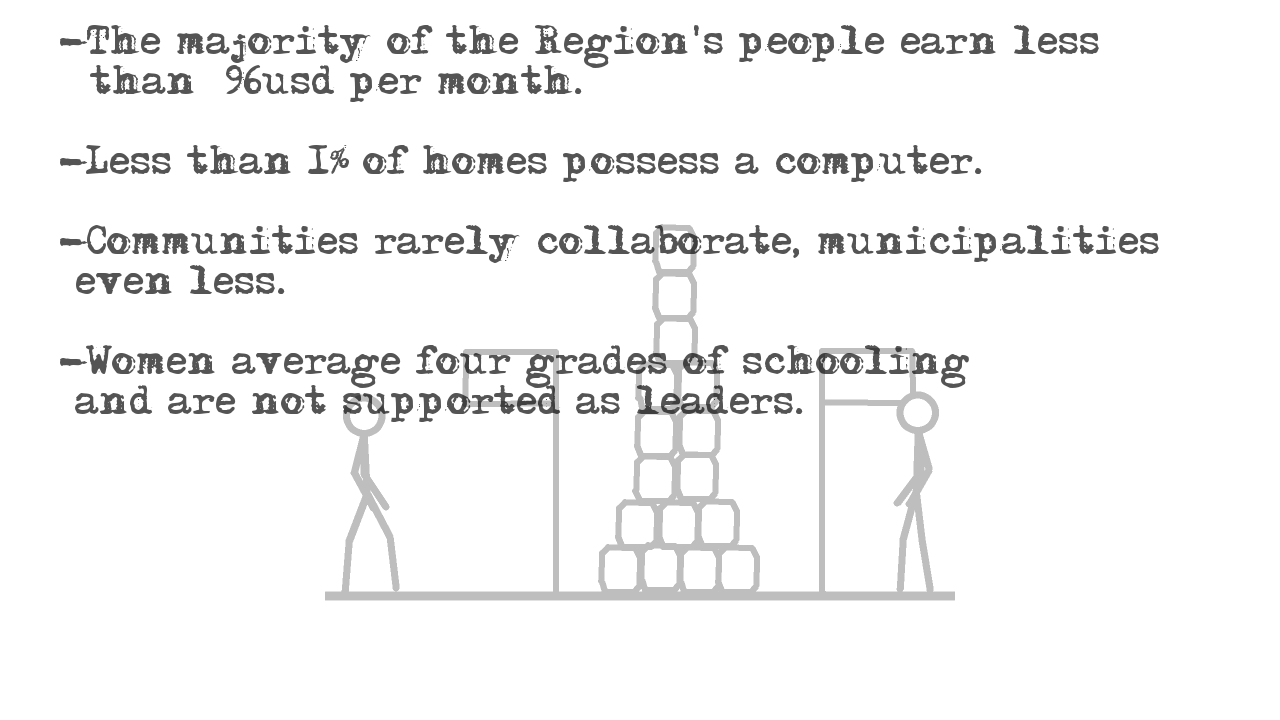 -The majority of the Region's people earn less
than 96usd per month.
-Less than 1% of homes possess a computer.
-Communities rarely collaborate, municipalities
even less.
-Women average four grades of schooling
and are not supported as leaders.